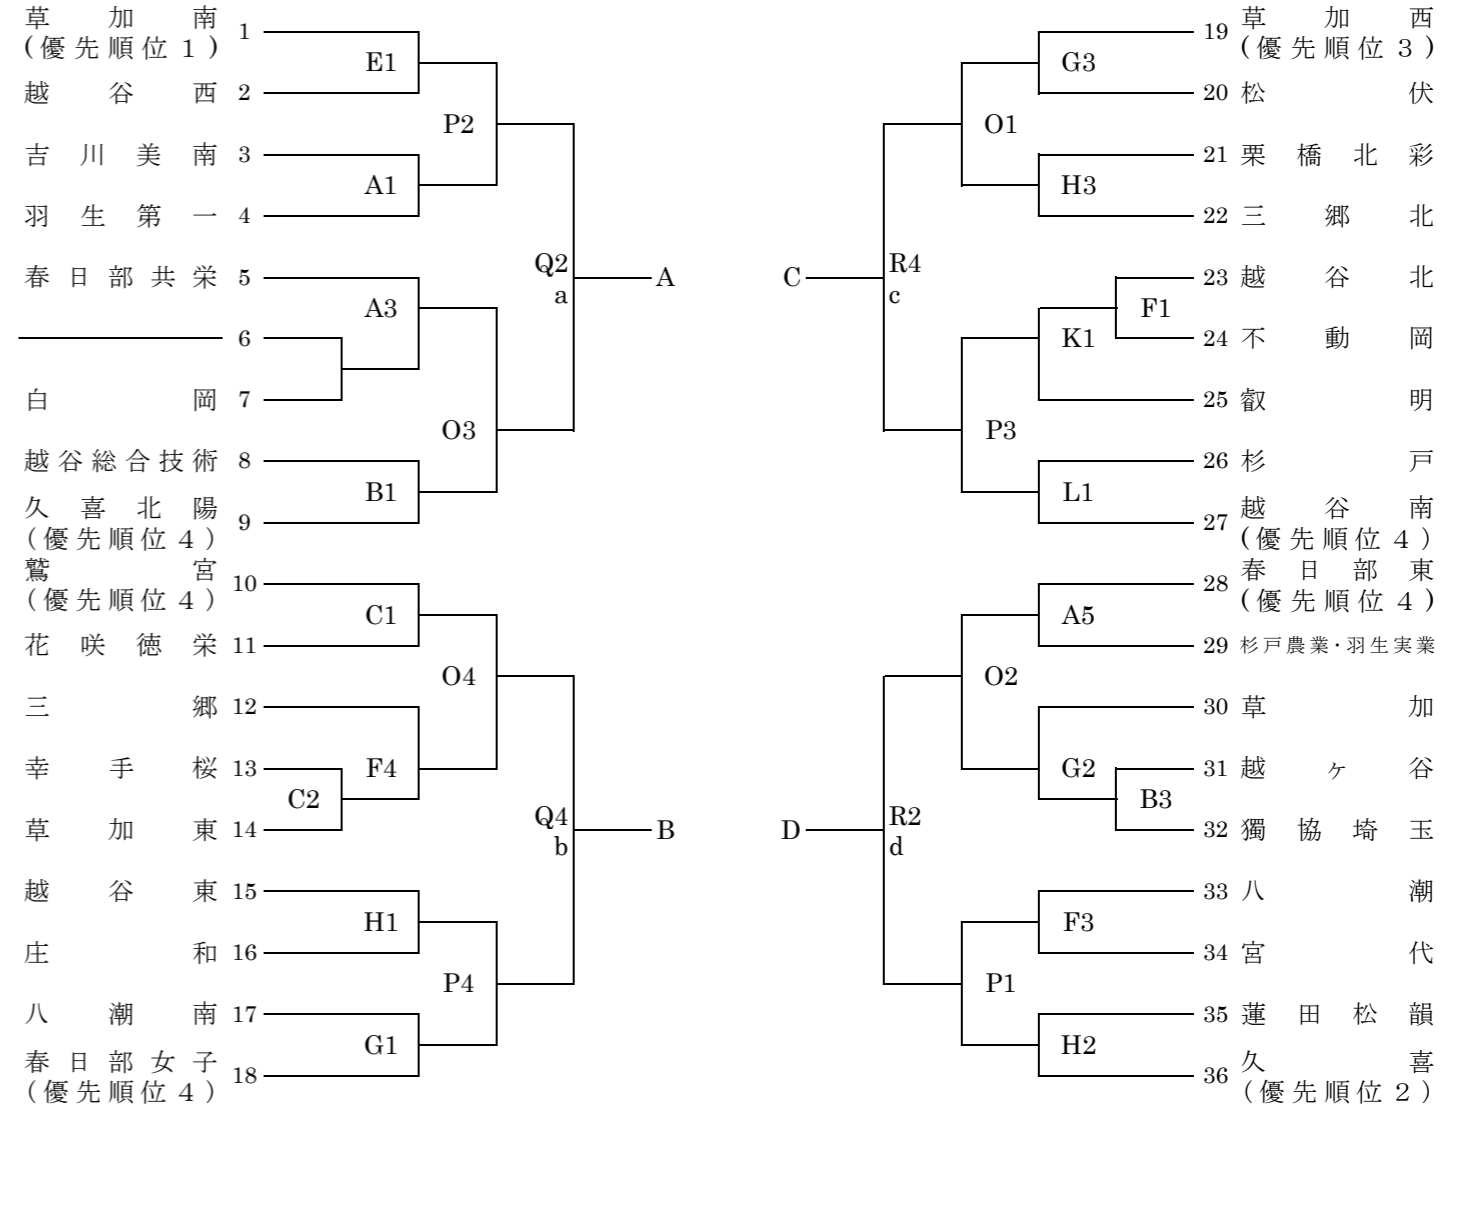 草加南
(優先順位1)
1
E1
越谷西 2
P2
吉川美南 3
A1
羽生第一 4
Q2
a
A
春日部共栄 5
A3
6
白岡 7
O3
越谷総合技術 8
B1
久喜北陽
(優先順位4)
9
鷲宮
(優先順位4)
10
C1
花咲徳栄 11
O4
三郷 12
F4
幸手桜 13
C2
草加東 14
Q4
b
B
越谷東 15
H1
庄和 16
P4
八潮南 17
G1
春日部女子
(優先順位4)
18
19
草加西
(優先順位3)
G3
20 松伏
O1
21 栗橋北彩
H3
22 三郷北
C
R4
c
23 越谷北
F1
K1
24 不動岡
25 叡明
P3
26 杉戸
L1
27
越谷南
(優先順位4)
28
春日部東
(優先順位4)
A5
29 杉戸農業・羽生実業
O2
30 草加
G2
31 越ヶ谷
B3
32 獨協埼玉
D
R2
d
33 八潮
F3
34 宮代
P1
35 蓮田松韻
H2
36
久喜
(優先順位2)